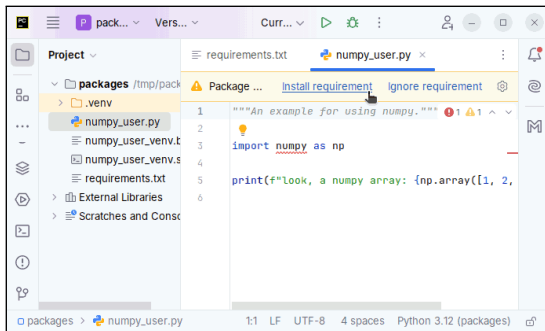 PC P pack... Vers... Curr...
Project
requirements.txt numpy_user.py
packages /tmp/pack
.venv
numpy_user.py
numpy_user_venv.b
numpy_user_venv.s
requirements.txt
External Libraries
Scratches and Consc
Package ... Install requirement Ignore requirement
1 """An example for using numpy.""" 1 1
2
3 import numpy as np
4
5 print(f"look, a numpy array: {np.array([1, 2,
6
packages > numpy_user.py 1:1 LF UTF-8 4 spaces Python 3.12 (packages)